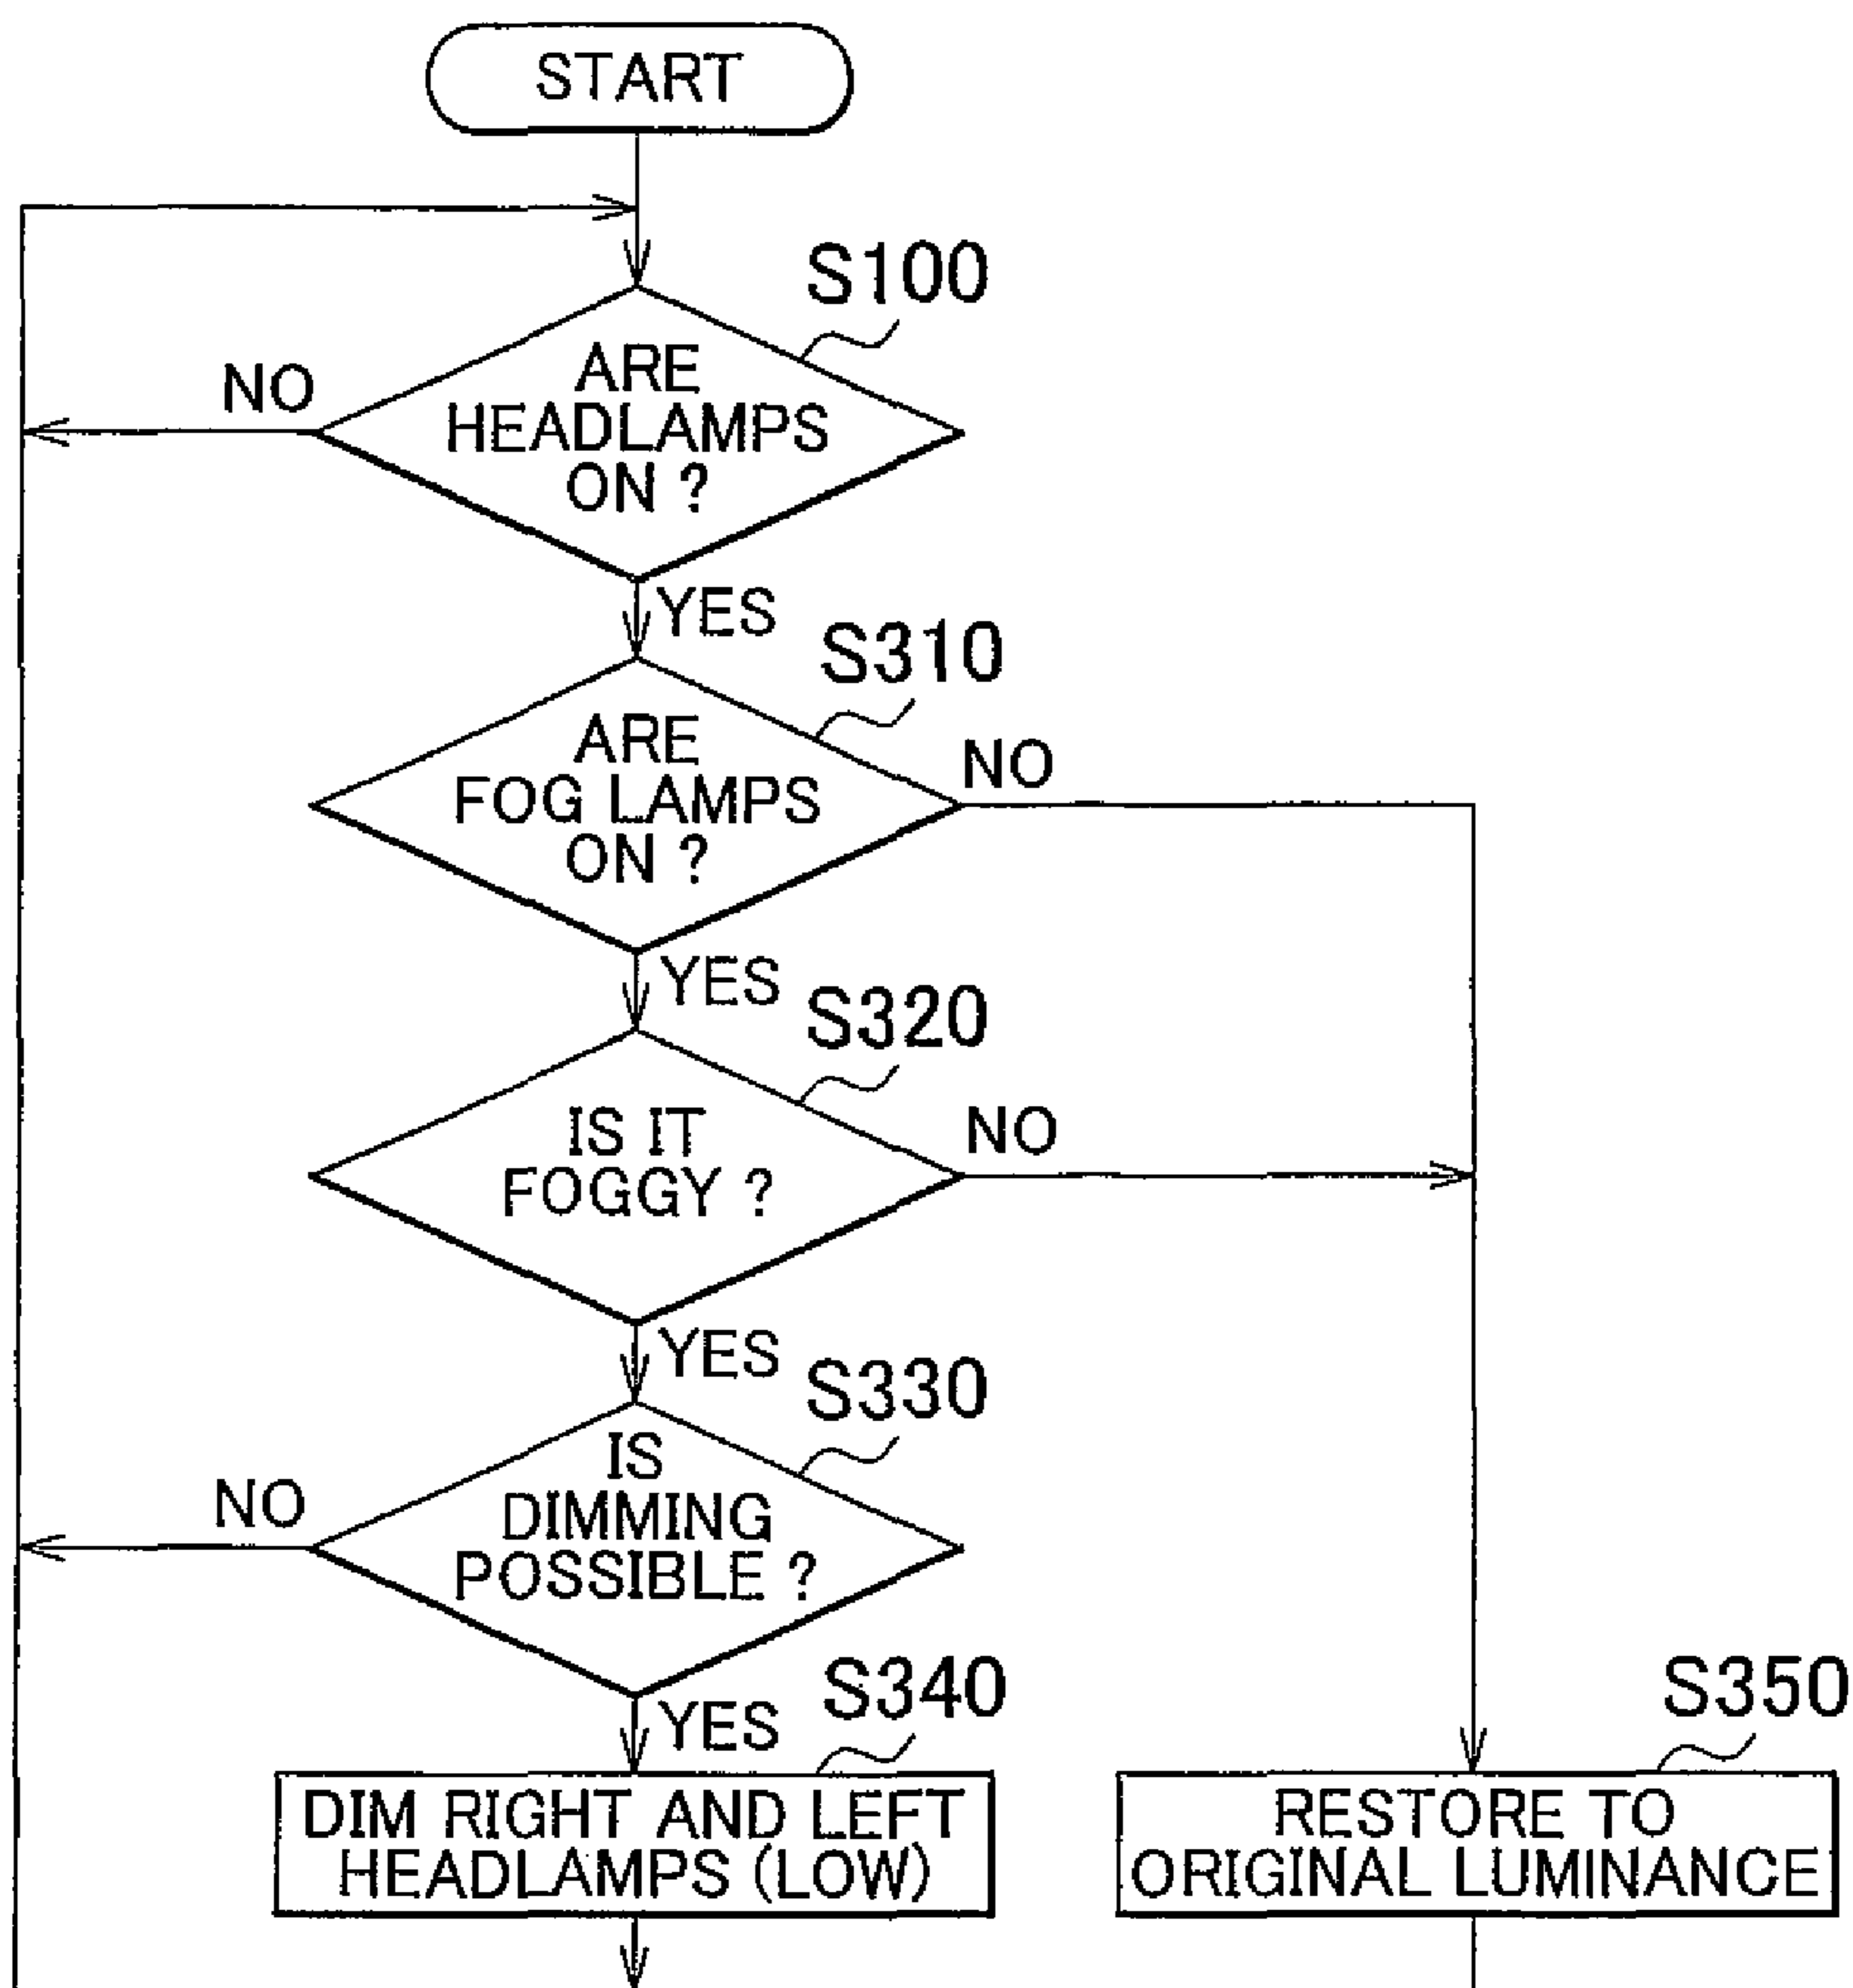 START
S100
NO
ARE
HEADLAMPS
ON ?
YES
S310
ARE
FOG LAMPS
ON ?
NO
YES
S320
IS IT
FOGGY ?
NO
YES
S330
NO
IS
DIMMING
POSSIBLE ?
YES
S340
S350
DIM RIGHT AND LEFT
HEADLAMPS (LOW)
RESTORE TO
ORIGINAL LUMINANCE